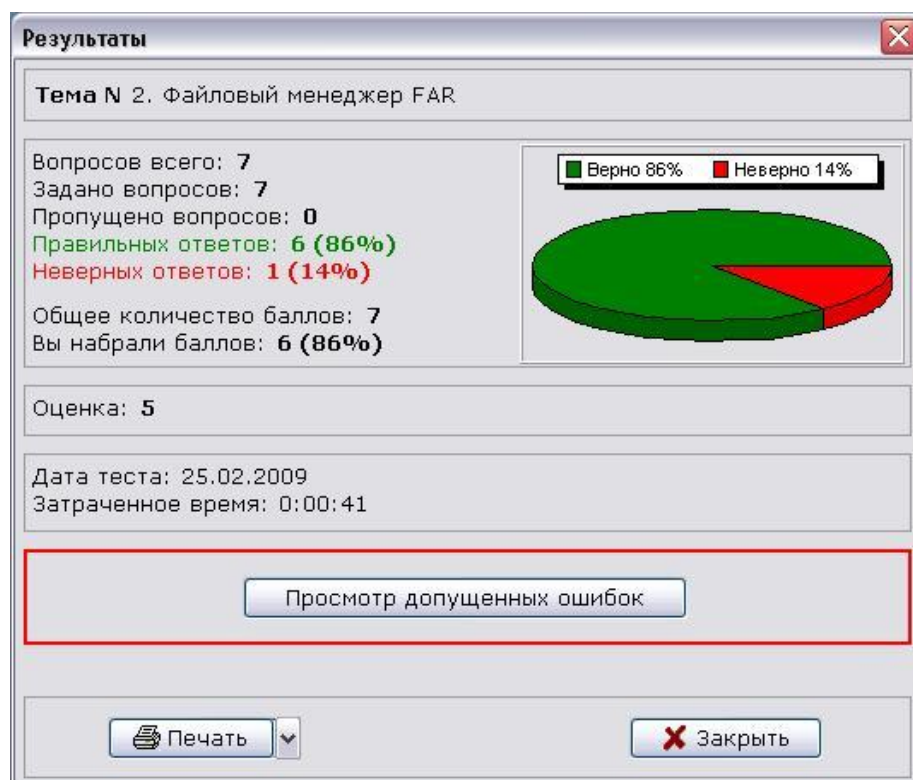 Результаты
Тема N 2. Файловый менеджер FAR
Вопросов всего: 7
Задано вопросов: 7
Пропущено вопросов: 0
Правильных ответов: 6 (86%)
Неверных ответов: 1 (14%)
Общее количество баллов: 7
Вы набрали баллов: 6 (86%)
Верно 86% Неверно 14%
Оценка: 5
Дата теста: 25.02.2009
Затраченное время: 0:00:41
Просмотр допущенных ошибок
Печать
Закрыть